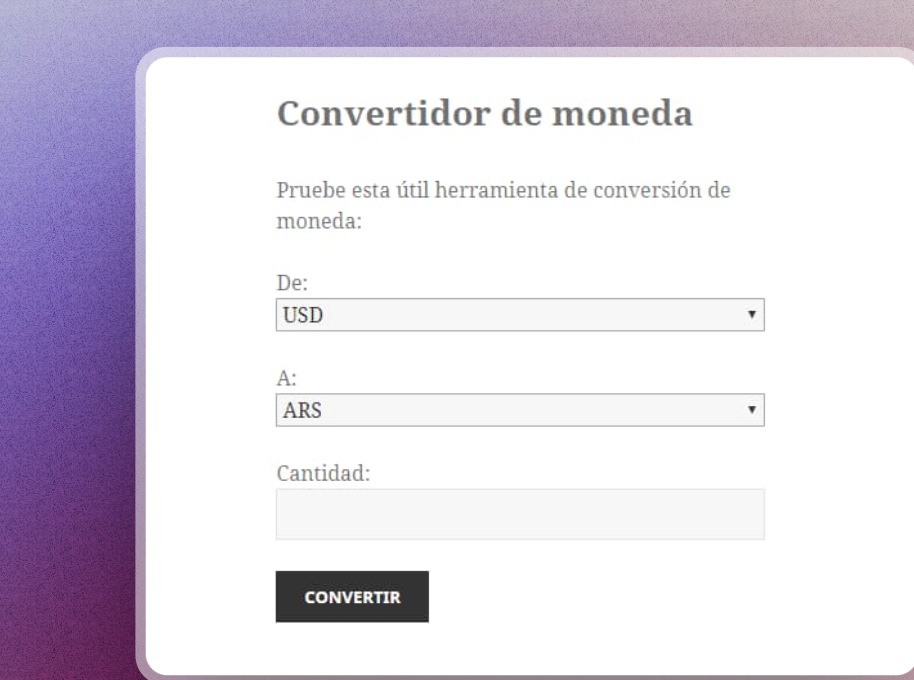 Convertidor de moneda
Pruebe esta útil herramienta de conversión de
moneda:
De:
USD
A:
ARS
Cantidad:
CONVERTIR